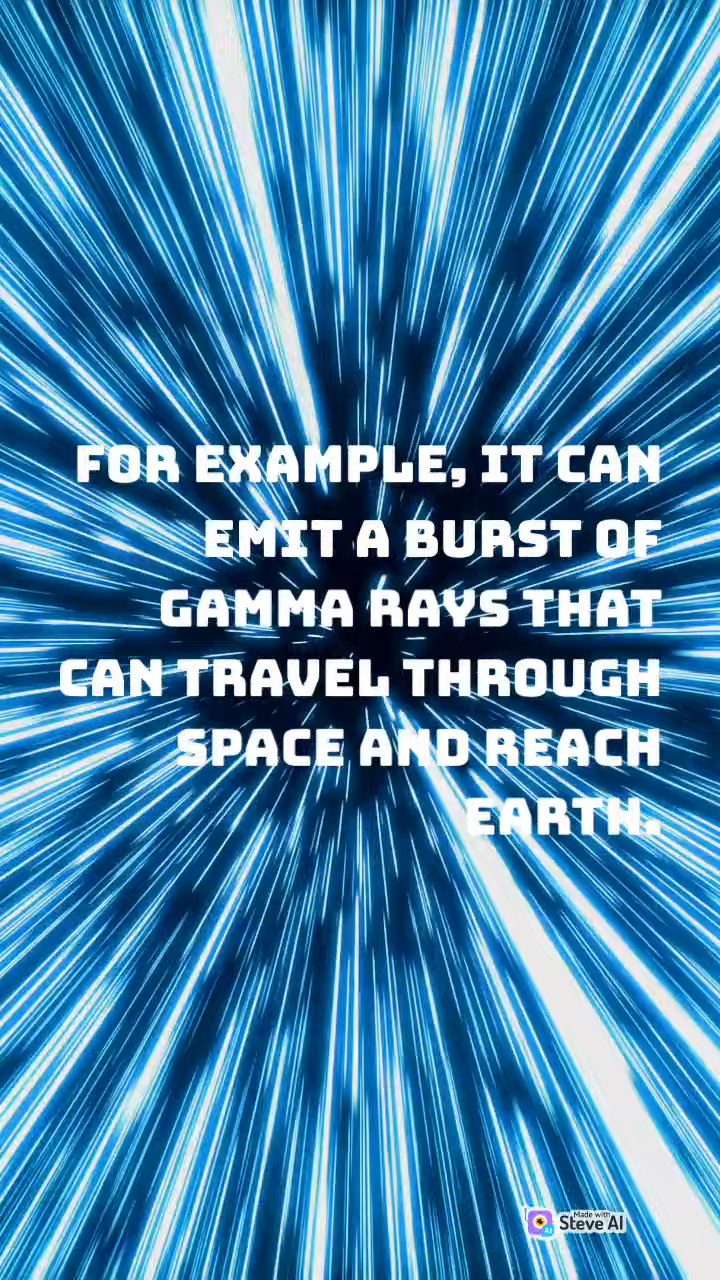 FOR EXAMPLE, IT CAN
EMIT A BURST OF
GAMMA RAYS THAT
CAN TRAVEL THROUGH
SPACE AND REACH
EARTH.
Made with
Steve AI